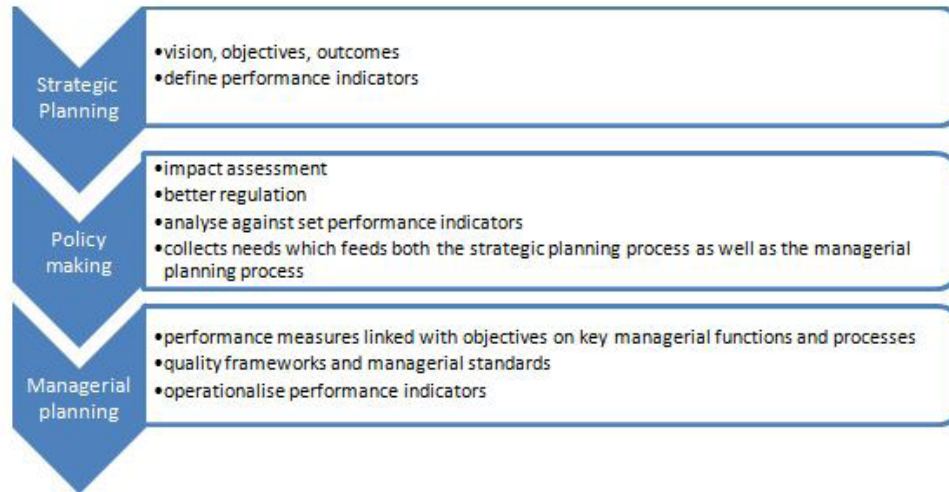 Strategic
Planning
•vision, objectives, outcomes
•define performance indicators
Policy
making
•impact assessment
•better regulation
•analyse against set performance indicators
•collects needs which feeds both the strategic planning process as well as the managerial
planning process
Managerial
planning
•performance measures linked with objectives on key managerial functions and processes
•quality frameworks and managerial standards
•operationalise performance indicators